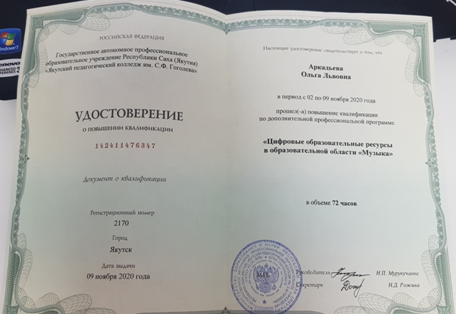 РОССИЙСКАЯ ФЕДЕРАЦИЯ
Государственное автономное профессиональное
образовательное учреждение Республики Саха (Якутия)
«Якутский педагогический колледж им. С.Ф. Гоголева»
УДОСТОВЕРЕНИЕ
О ПОВЫШЕНИИ КВАЛИФИКАЦИИ
142411476347
Документ о квалификации
Регистрационный номер
2170
Город
Якутск
Дата выдачи
09 ноября 2020 года
Настоящее удостоверение свидетельствует о том, что
Аркадьева
Ольга Львовна
в период с 02 по 09 ноября 2020 года
прошел(-а) повышение квалификации
по дополнительной профессиональной программе
«Цифровые образовательные ресурсы
в образовательной области «Музыка»
в объеме 72 часов
Руководитель
И.П.
Секретарь
Н.Д. Рожина
Windows 7